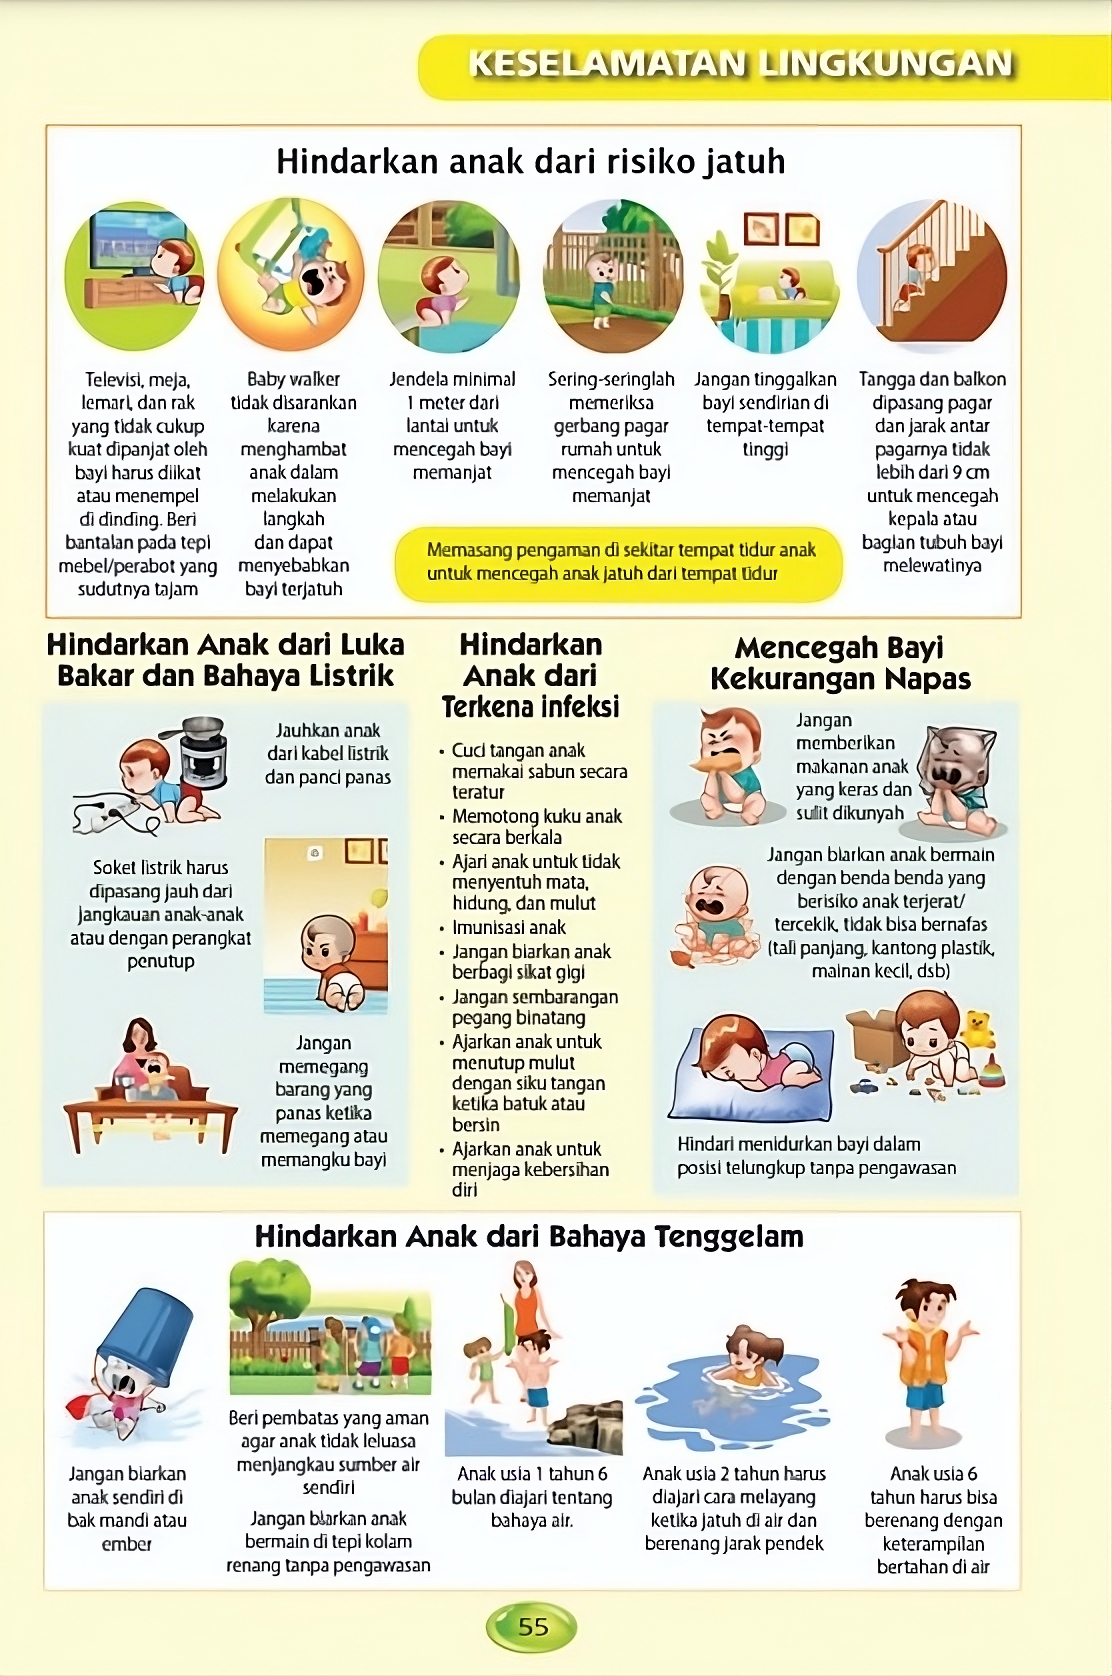 KESELAMATAN LINGKUNGAN
Hindarkan anak dari risiko jatuh
Televisi, meja,
lemari, dan rak
yang tidak cukup
kuat dipanjat oleh
bayi harus diikat
atau menempel
di dinding. Beri
bantalan pada tepi
mebel/perabot yang
sudutnya tajam
Baby walker
tidak disarankan
karena
menghambat
anak dalam
melakukan
langkah
dan dapat
menyebabkan
bayi terjatuh
Jendela minimal
1 meter dari
lantai untuk
mencegah bayi
memanjat
Sering-seringlah
memeriksa
gerbang pagar
rumah untuk
mencegah bayi
memanjat
Jangan tinggalkan
bayi sendirian di
tempat-tempat
tinggi
Tangga dan balkon
dipasang pagar
dan jarak antar
pagarnya tidak
lebih dari 9 cm
untuk mencegah
kepala atau
bagian tubuh bayi
melewatinya
Memasang pengaman di sekitar tempat tidur anak
untuk mencegah anak jatuh dari tempat tidur
Hindarkan Anak dari Luka
Bakar dan Bahaya Listrik
Jauhkan anak
dari kabel listrik
dan panci panas
Soket listrik harus
dipasang jauh dari
jangkauan anak-anak
atau dengan perangkat
penutup
Jangan
memegang
barang yang
panas ketika
memegang atau
memangku bayi
Hindarkan
Anak dari
Terkena infeksi
• Cuci tangan anak
memakai sabun secara
teratur
• Memotong kuku anak
secara berkala
• Ajari anak untuk tidak
menyentuh mata,
hidung, dan mulut
• Imunisasi anak
• Jangan biarkan anak
berbagi sikat gigi
• Jangan sembarangan
pegang binatang
• Ajarkan anak untuk
menutup mulut
dengan siku tangan
ketika batuk atau
bersin
• Ajarkan anak untuk
menjaga kebersihan
diri
Mencegah Bayi
Kekurangan Napas
Jangan
memberikan
makanan anak
yang keras dan
sulit dikunyah
Jangan biarkan anak bermain
dengan benda benda yang
berisiko anak terjerat/
tercekik, tidak bisa bernafas
(tali panjang, kantong plastik,
mainan kecil, dsb)
Hindari menidurkan bayi dalam
posisi telungkup tanpa pengawasan
Hindarkan Anak dari Bahaya Tenggelam
Jangan biarkan
anak sendiri di
bak mandi atau
ember
Beri pembatas yang aman
agar anak tidak leluasa
menjangkau sumber air
sendiri
Jangan biarkan anak
bermain di tepi kolam
renang tanpa pengawasan
Anak usia 1 tahun 6
bulan diajari tentang
bahaya air.
Anak usia 2 tahun harus
diajari cara melayang
ketika jatuh di air dan
berenang jarak pendek
Anak usia 6
tahun harus bisa
berenang dengan
keterampilan
bertahan di air
55